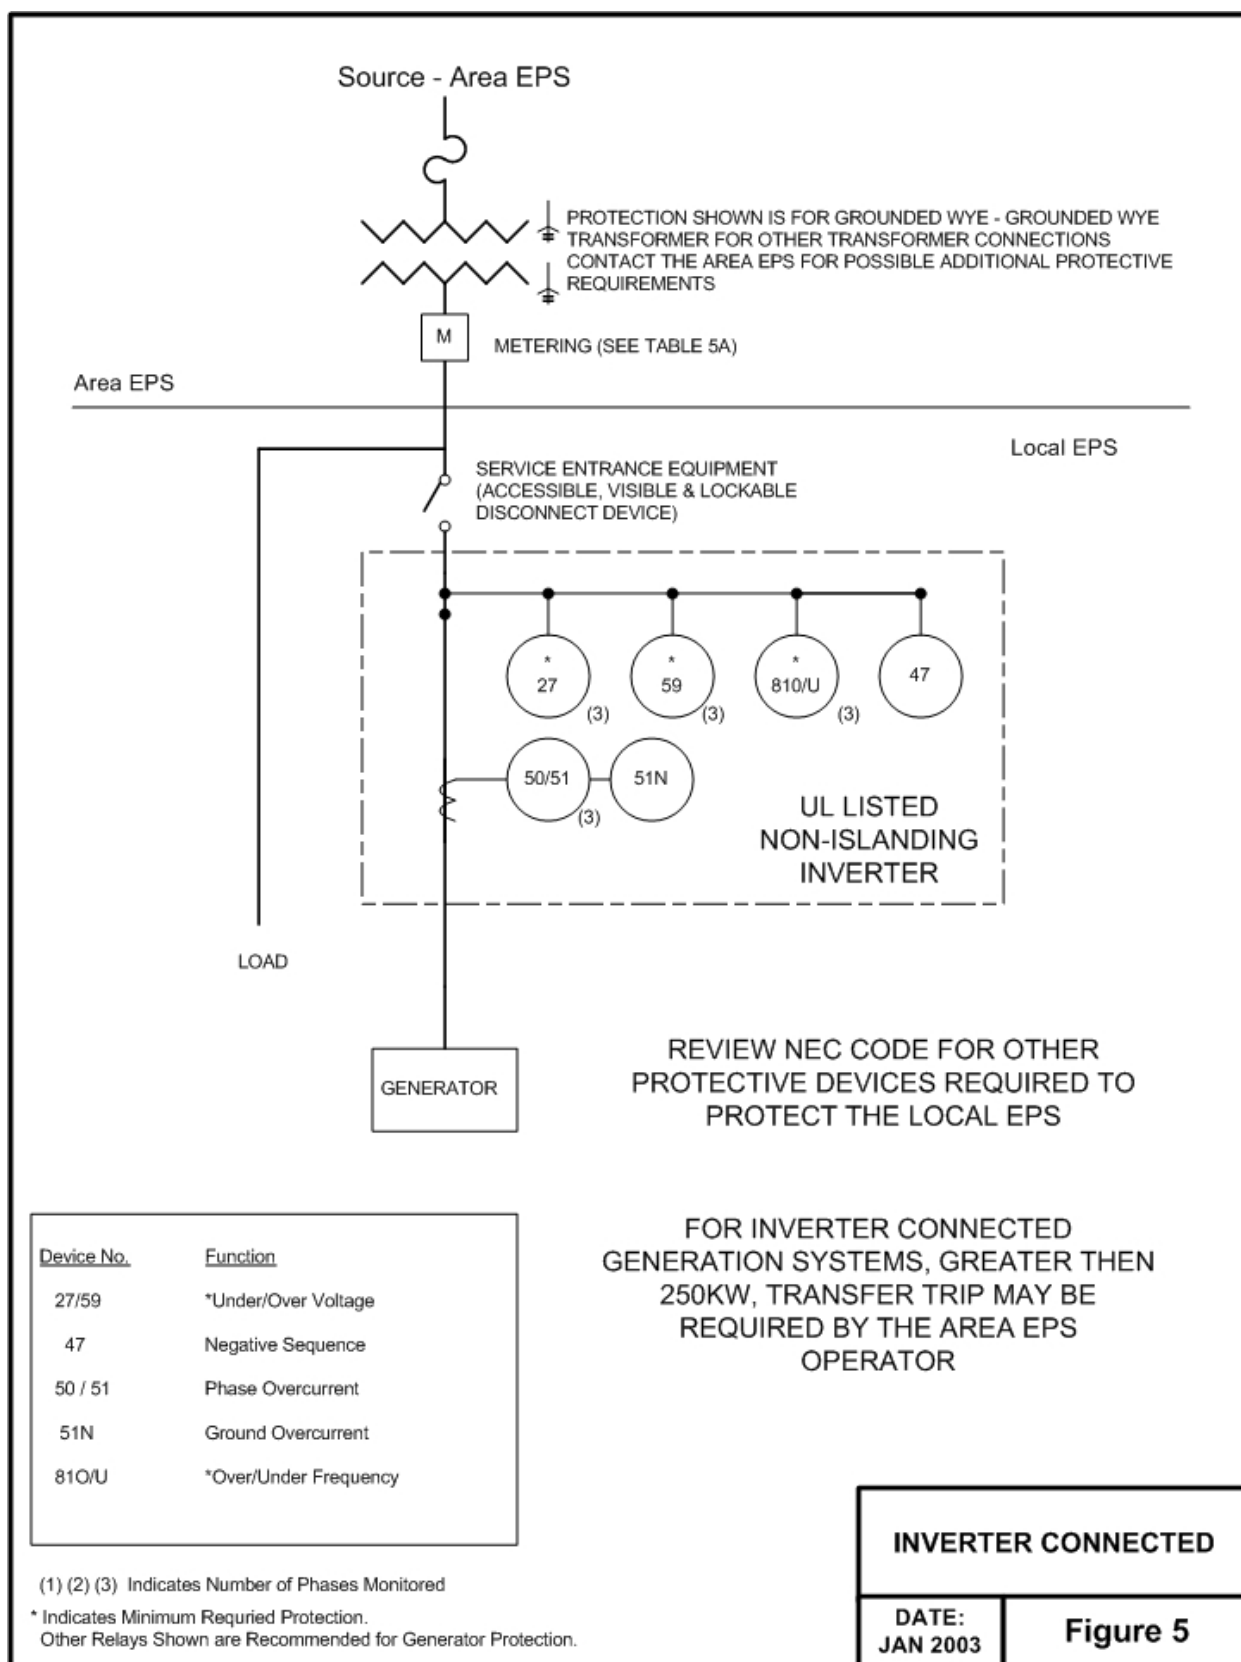 Source - Area EPS
PROTECTION SHOWN IS FOR GROUNDED WYE - GROUNDED WYE
TRANSFORMER FOR OTHER TRANSFORMER CONNECTIONS
CONTACT THE AREA EPS FOR POSSIBLE ADDITIONAL PROTECTIVE
REQUIREMENTS
M
METERING (SEE TABLE 5A)
Area EPS
Local EPS
SERVICE ENTRANCE EQUIPMENT
(ACCESSIBLE, VISIBLE & LOCKABLE
DISCONNECT DEVICE)
* * *
27 59 810/U 47
(3) (3) (3)
50/51 51N
(3)
UL LISTED
NON-ISLANDING
INVERTER
LOAD
GENERATOR
REVIEW NEC CODE FOR OTHER
PROTECTIVE DEVICES REQUIRED TO
PROTECT THE LOCAL EPS
FOR INVERTER CONNECTED
GENERATION SYSTEMS, GREATER THEN
250KW, TRANSFER TRIP MAY BE
REQUIRED BY THE AREA EPS
OPERATOR
Device No. Function
27/59 *Under/Over Voltage
47 Negative Sequence
50 / 51 Phase Overcurrent
51N Ground Overcurrent
81O/U *Over/Under Frequency
(1) (2) (3) Indicates Number of Phases Monitored
* Indicates Minimum Requried Protection.
Other Relays Shown are Recommended for Generator Protection.
INVERTER CONNECTED
DATE:
JAN 2003
Figure 5